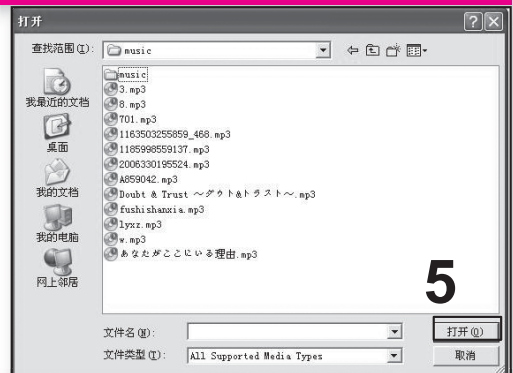 打开
查找范围(I): music
music
3.mp3
8.mp3
701.mp3
1163503255859_468.mp3
1185998559137.mp3
2006330195524.mp3
A859042.mp3
Doubt & Trust ～ダウト&トラスト～.mp3
fushishanxia.mp3
lyxz.mp3
w.mp3
あなたがここにいる理由.mp3
我最近的文档
桌面
我的文档
我的电脑
网上邻居
5
文件名(N): 打开(O)
文件类型(T): All Supported Media Types 取消